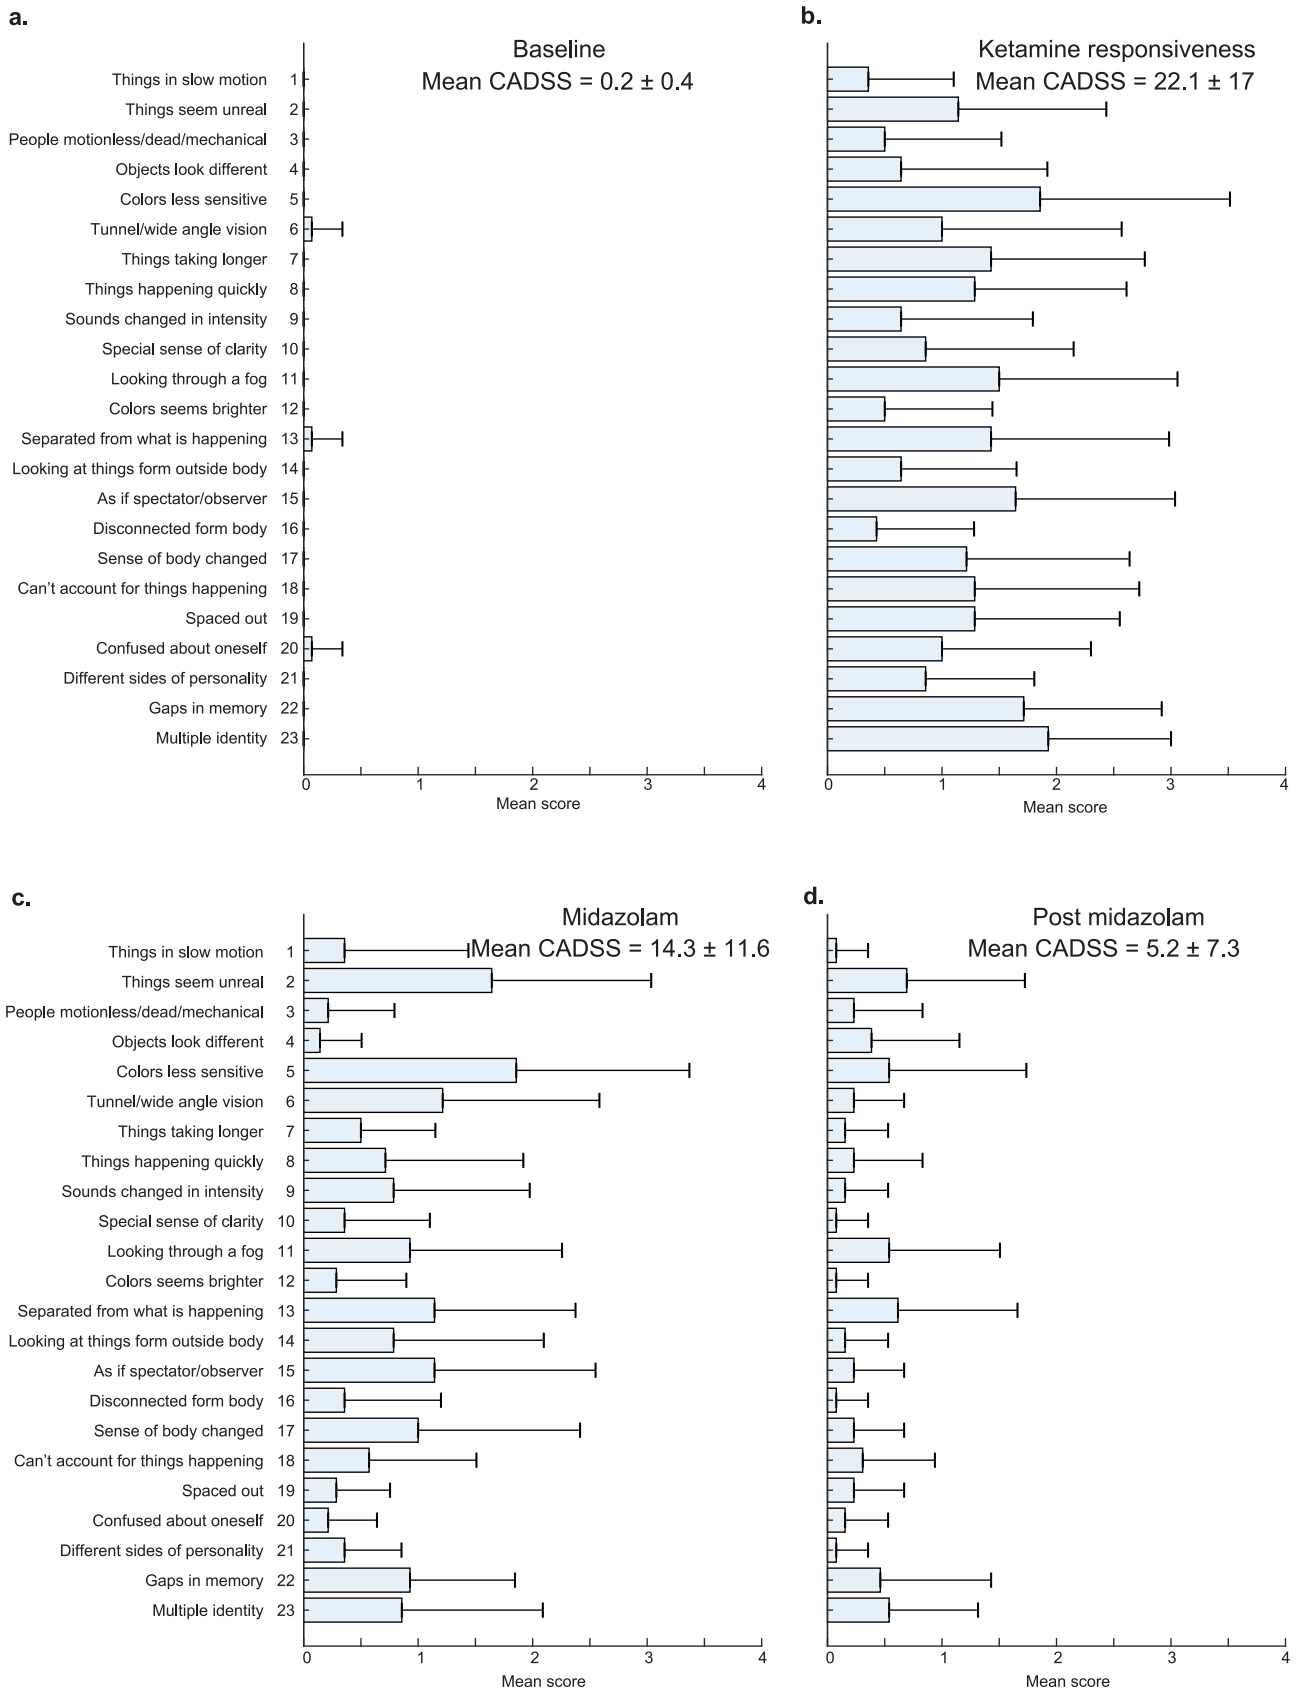 a.
Baseline
Mean CADSS = 0.2 ± 0.4
Things in slow motion 1
Things seem unreal 2
People motionless/dead/mechanical 3
Objects look different 4
Colors less sensitive 5
Tunnel/wide angle vision 6
Things taking longer 7
Things happening quickly 8
Sounds changed in intensity 9
Special sense of clarity 10
Looking through a fog 11
Colors seems brighter 12
Separated from what is happening 13
Looking at things form outside body 14
As if spectator/observer 15
Disconnected form body 16
Sense of body changed 17
Can't account for things happening 18
Spaced out 19
Confused about oneself 20
Different sides of personality 21
Gaps in memory 22
Multiple identity 23
0 1 2 3 4
Mean score
b.
Ketamine responsiveness
Mean CADSS = 22.1 ± 17
0 1 2 3 4
Mean score
c.
Midazolam
Mean CADSS = 14.3 ± 11.6
Things in slow motion 1
Things seem unreal 2
People motionless/dead/mechanical 3
Objects look different 4
Colors less sensitive 5
Tunnel/wide angle vision 6
Things taking longer 7
Things happening quickly 8
Sounds changed in intensity 9
Special sense of clarity 10
Looking through a fog 11
Colors seems brighter 12
Separated from what is happening 13
Looking at things form outside body 14
As if spectator/observer 15
Disconnected form body 16
Sense of body changed 17
Can't account for things happening 18
Spaced out 19
Confused about oneself 20
Different sides of personality 21
Gaps in memory 22
Multiple identity 23
0 1 2 3 4
Mean score
d.
Post midazolam
Mean CADSS = 5.2 ± 7.3
0 1 2 3 4
Mean score